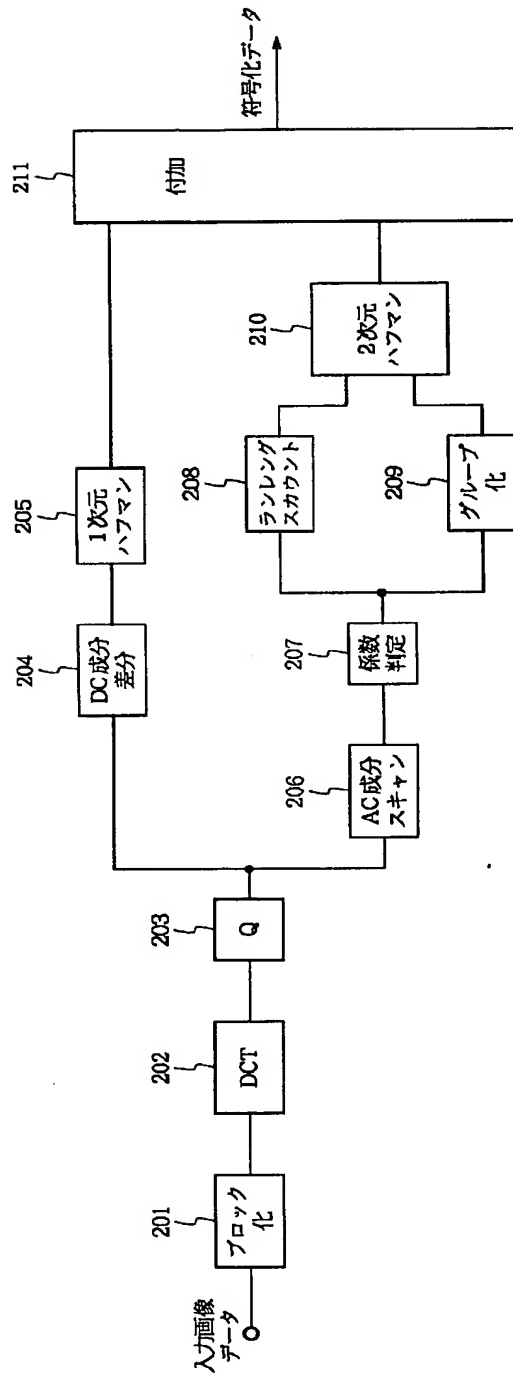 入力画像
データ
201
ブロック
化
202
DCT
203
Q
204
DC成分
差分
205
1次元
ハフマン
206
AC成分
スキャン
207
係数
判定
208
ランレング
スカウント
209
グループ
化
210
2次元
ハフマン
211
付加
符号化データ